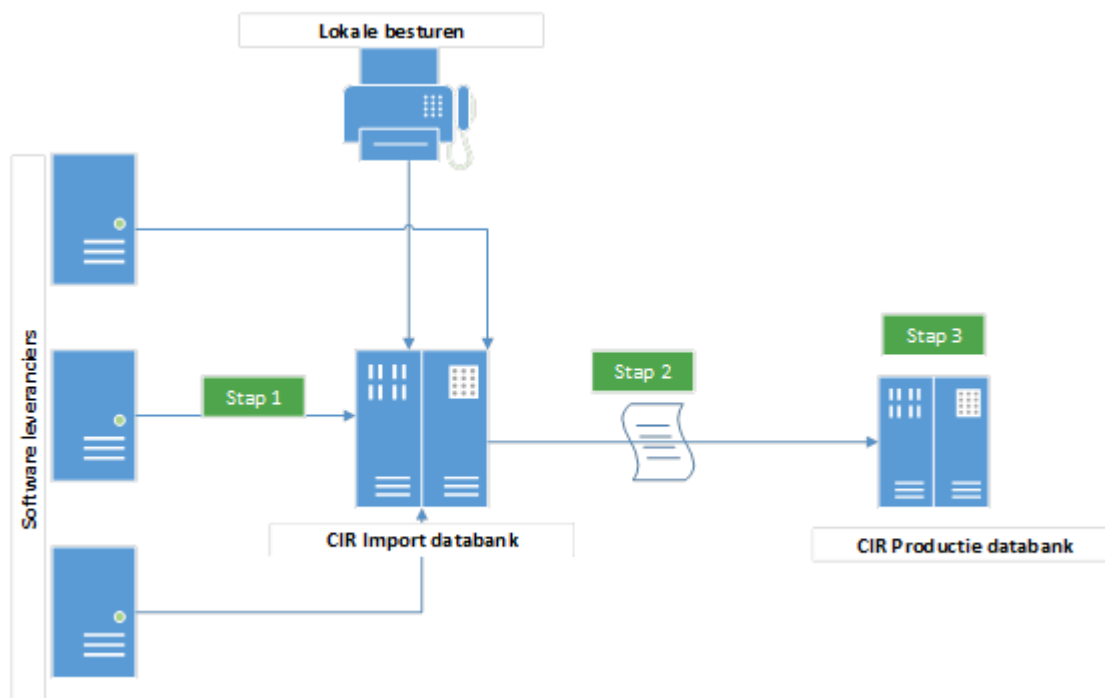 Lokale besturen
Software leveranciers
Stap 1
Stap 2
Stap 3
CIR Import databank
CIR Productie databank